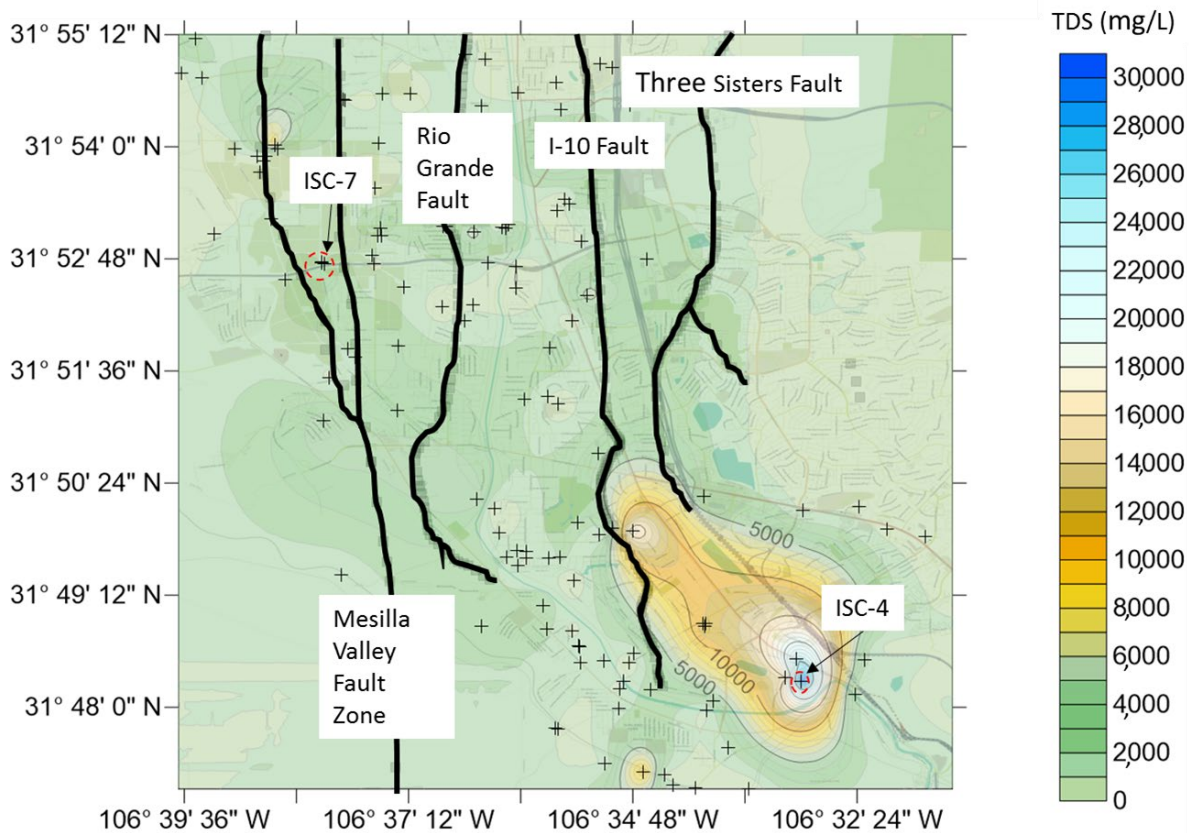 TDS (mg/L)
31° 55' 12" N
31° 54' 0" N
31° 52' 48" N
31° 51' 36" N
31° 50' 24" N
31° 49' 12" N
31° 48' 0" N
Three Sisters Fault
Rio
Grande
Fault
I-10 Fault
ISC-7
5000
ISC-4
Mesilla
Valley
Fault
Zone
5000
10000
106° 39' 36" W
106° 37' 12" W
106° 34' 48" W
106° 32' 24" W
30,000
28,000
26,000
24,000
22,000
20,000
18,000
16,000
14,000
12,000
10,000
8,000
6,000
4,000
2,000
0